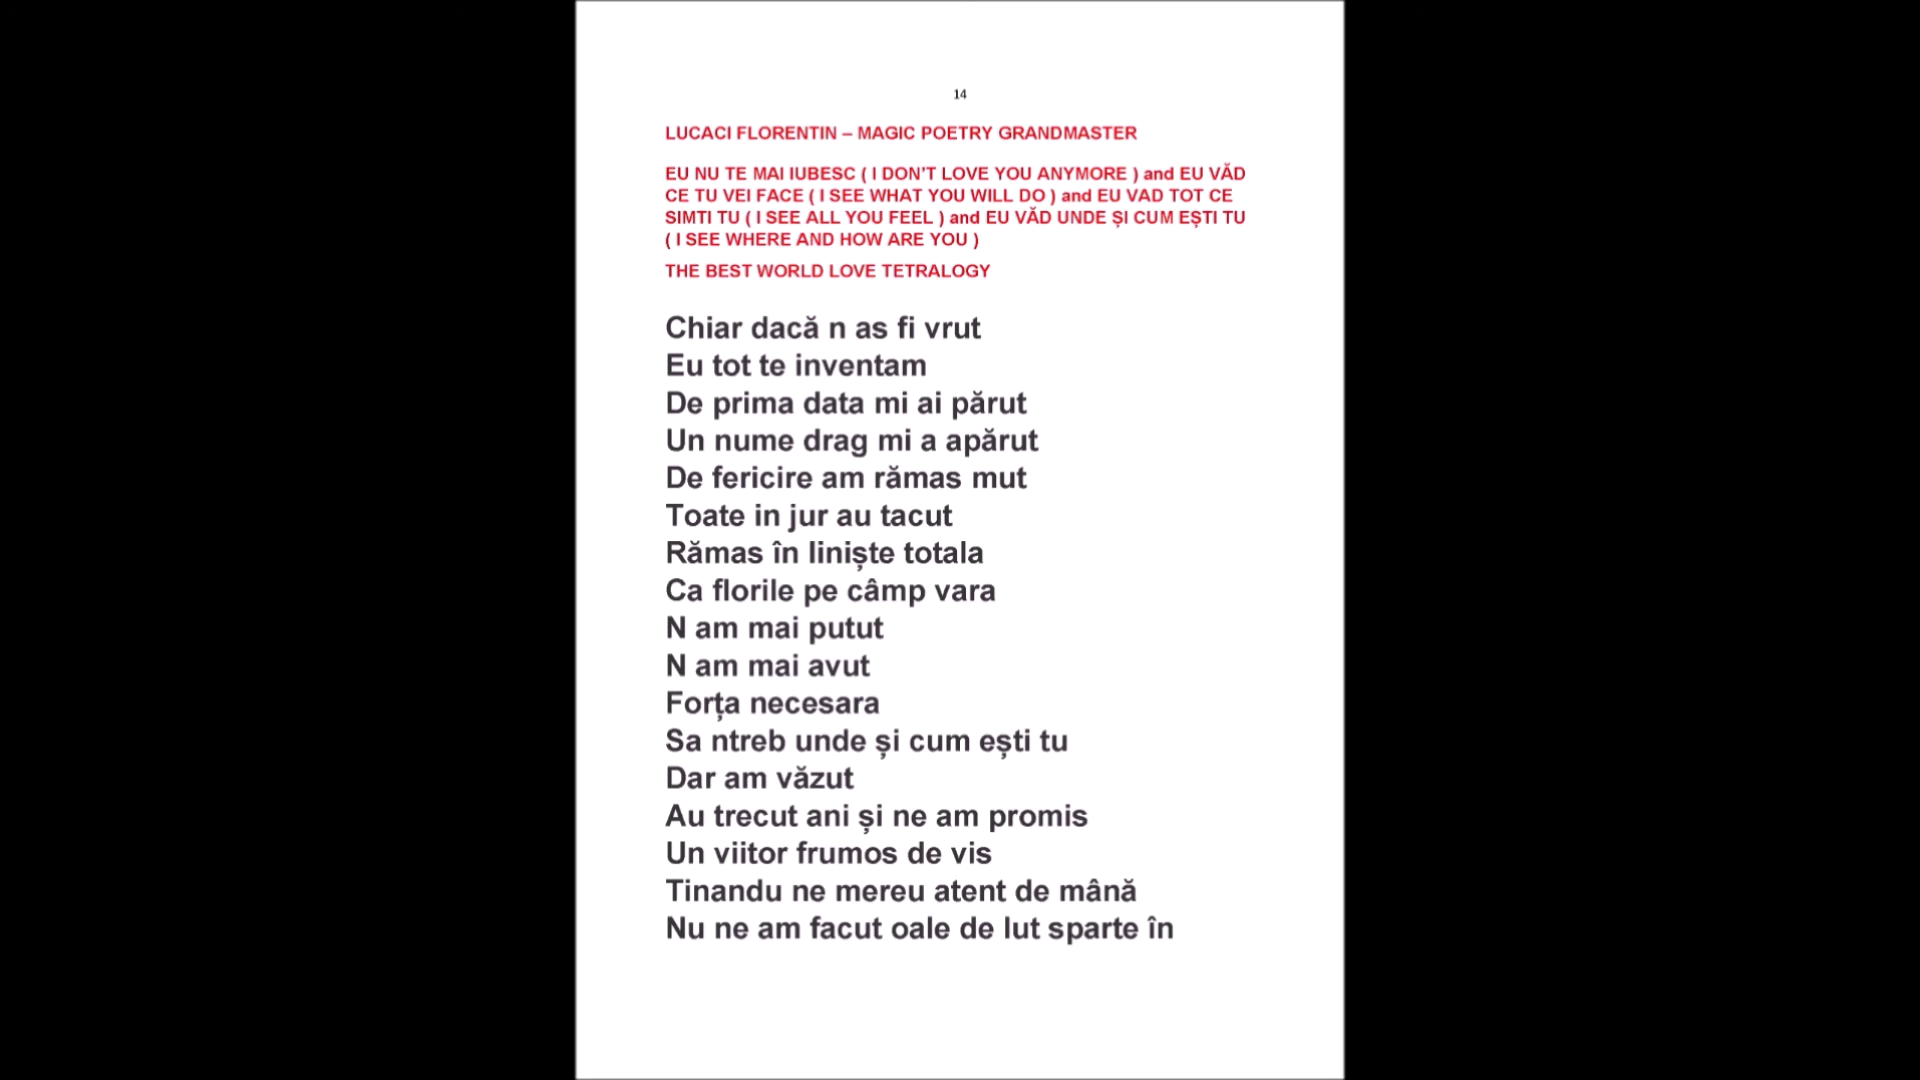 14
LUCACI FLORENTIN – MAGIC POETRY GRANDMASTER
EU NU TE MAI IUBESC ( I DON'T LOVE YOU ANYMORE ) and EU VĂD
CE TU VEI FACE ( I SEE WHAT YOU WILL DO ) and EU VAD TOT CE
SIMTI TU ( I SEE ALL YOU FEEL ) and EU VĂD UNDE ȘI CUM EȘTI TU
( I SEE WHERE AND HOW ARE YOU )
THE BEST WORLD LOVE TETRALOGY
Chiar dacă n as fi vrut
Eu tot te inventam
De prima data mi ai părut
Un nume drag mi a apărut
De fericire am rămas mut
Toate in jur au tacut
Rămas în liniște totala
Ca florile pe câmp vara
N am mai putut
N am mai avut
Forța necesara
Sa ntreb unde și cum ești tu
Dar am văzut
Au trecut ani și ne am promis
Un viitor frumos de vis
Tinandu ne mereu atent de mână
Nu ne am facut oale de lut sparte în